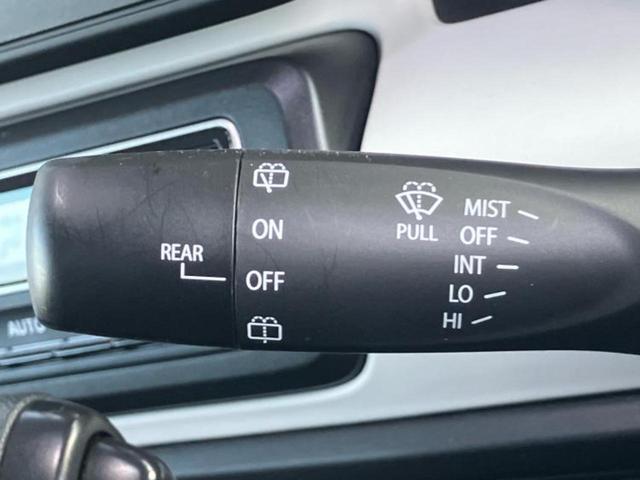 REAR
ON
OFF
PULL
MIST
OFF
INT
LO
HI
AUTO